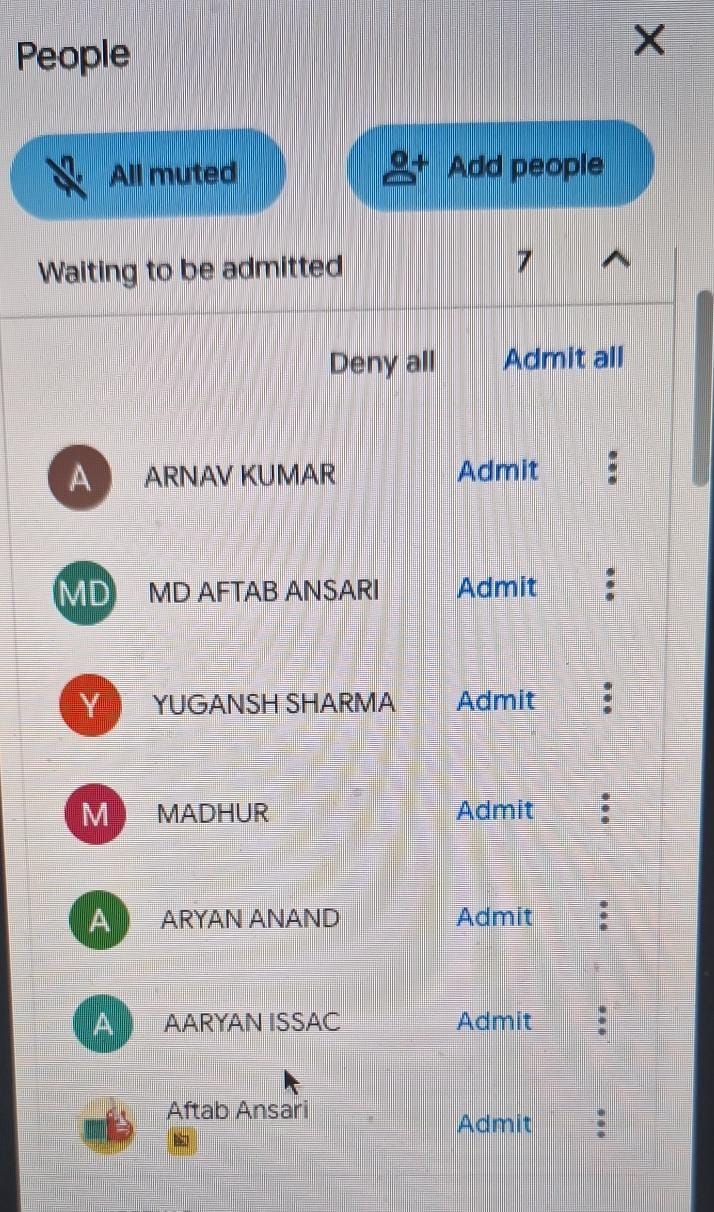 People
All muted
Add people
Waiting to be admitted 7
Deny all Admit all
A ARNAV KUMAR Admit
MD MD AFTAB ANSARI Admit
Y YUGANSH SHARMA Admit
M MADHUR Admit
A ARYAN ANAND Admit
A AARYAN ISSAC Admit
Aftab Ansari Admit